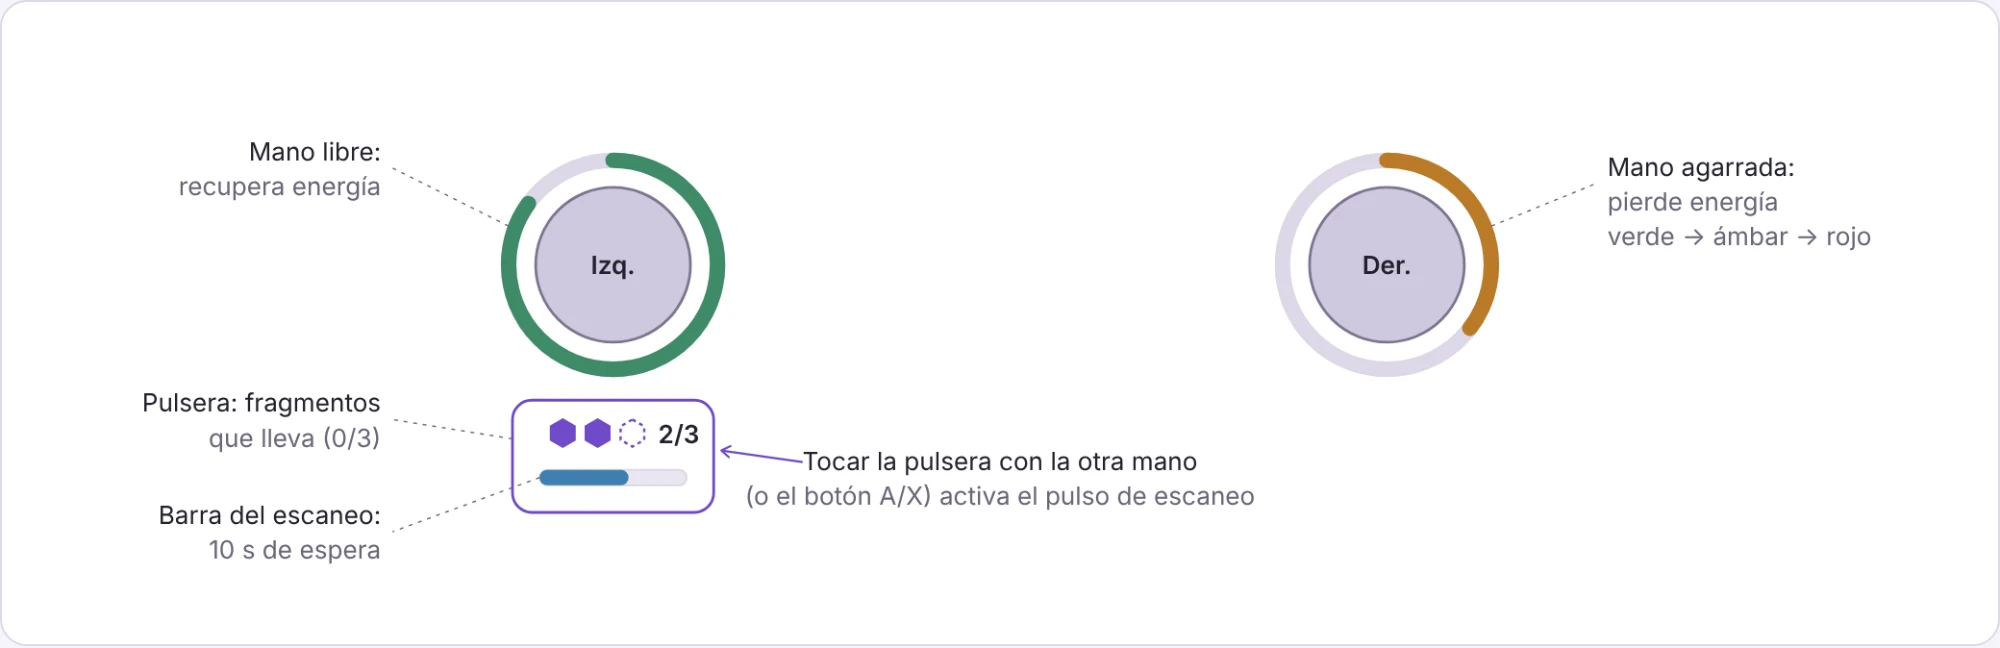 Mano libre:
recupera energía
Izq.
Der.
Mano agarrada:
pierde energía
verde → ámbar → rojo
Pulsera: fragmentos
que lleva (0/3)
2/3
Tocar la pulsera con la otra mano
(o el botón A/X) activa el pulso de escaneo
Barra del escaneo:
10 s de espera